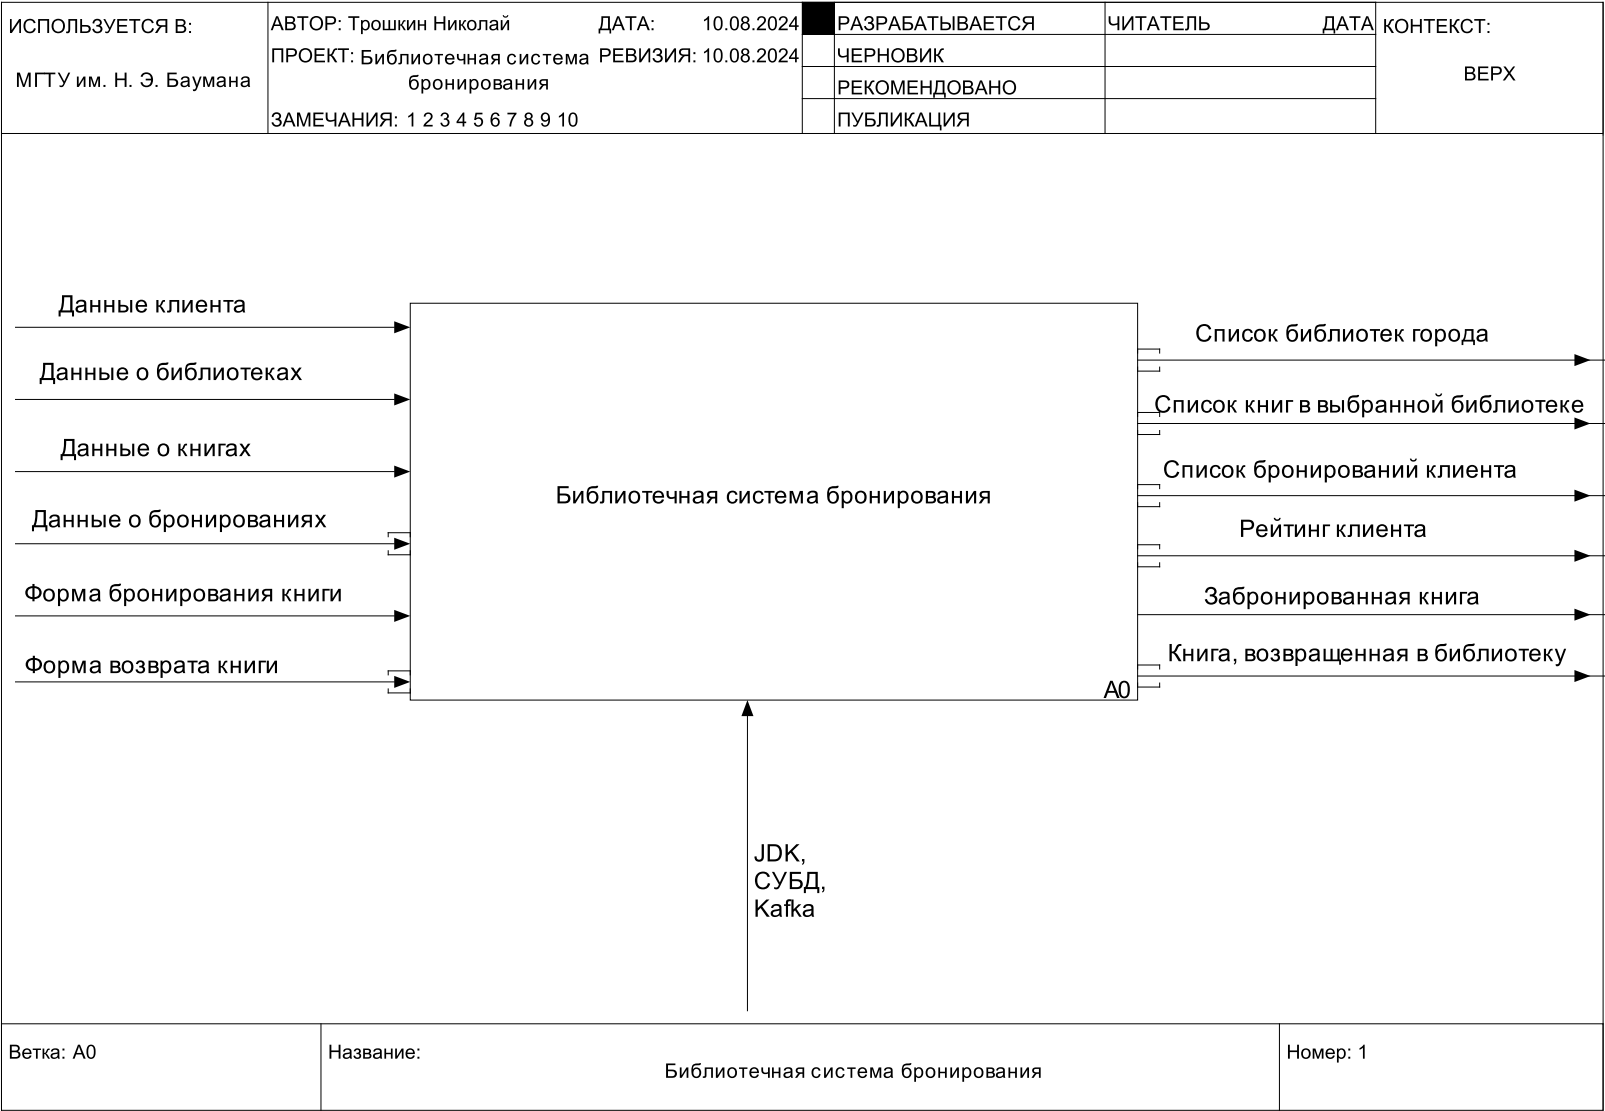 ИСПОЛЬЗУЕТСЯ В:
МГТУ им. Н. Э. Баумана
АВТОР: Трошкин Николай
ДАТА: 10.08.2024
ПРОЕКТ: Библиотечная система
бронирования
РЕВИЗИЯ: 10.08.2024
ЗАМЕЧАНИЯ: 1 2 3 4 5 6 7 8 9 10
РАЗРАБАТЫВАЕТСЯ
ЧЕРНОВИК
РЕКОМЕНДОВАНО
ПУБЛИКАЦИЯ
ЧИТАТЕЛЬ ДАТА
КОНТЕКСТ:
ВЕРХ
Данные клиента
Данные о библиотеках
Данные о книгах
Данные о бронированиях
Форма бронирования книги
Форма возврата книги
Библиотечная система бронирования
A0
Список библиотек города
Список книг в выбранной библиотеке
Список бронирований клиента
Рейтинг клиента
Забронированная книга
Книга, возвращенная в библиотеку
JDK,
СУБД,
Kafka
Ветка: A0
Название:
Библиотечная система бронирования
Номер: 1